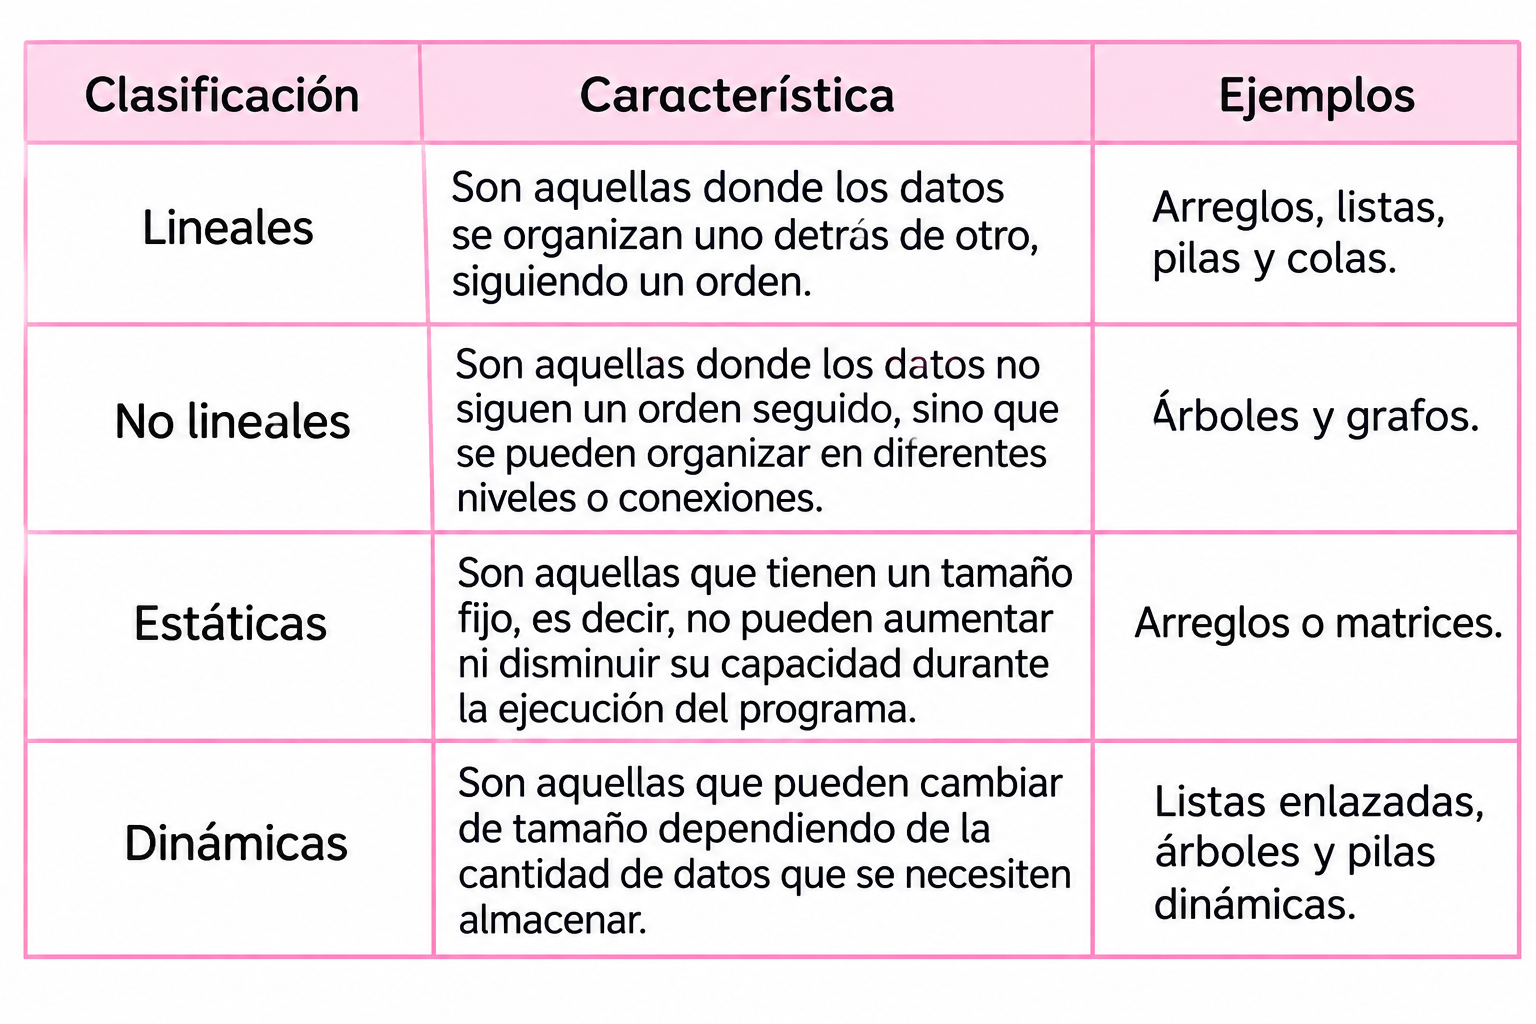 Clasificación
Característica
Ejemplos
Lineales
Son aquellas donde los datos
se organizan uno detrás de otro,
siguiendo un orden.
Arreglos, listas,
pilas y colas.
No lineales
Son aquellas donde los datos no
siguen un orden seguido, sino que
se pueden organizar en diferentes
niveles o conexiones.
Árboles y grafos.
Estáticas
Son aquellas que tienen un tamaño
fijo, es decir, no pueden aumentar
ni disminuir su capacidad durante
la ejecución del programa.
Arreglos o matrices.
Dinámicas
Son aquellas que pueden cambiar
de tamaño dependiendo de la
cantidad de datos que se necesiten
almacenar.
Listas enlazadas,
árboles y pilas
dinámicas.